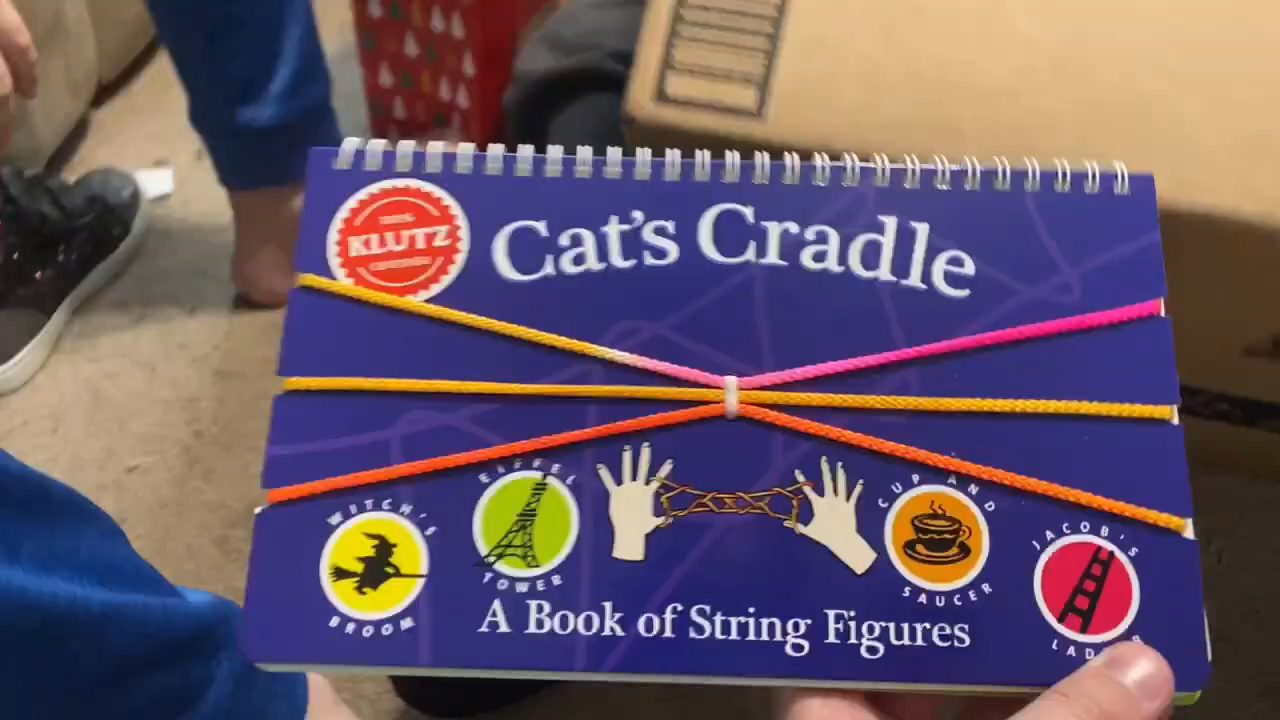 KLUTZ
Cat's Cradle
WITCH'S
BROOM
EIFFEL
TOWER
CUP AND
SAUCER
JACOB'S
A Book of String Figures